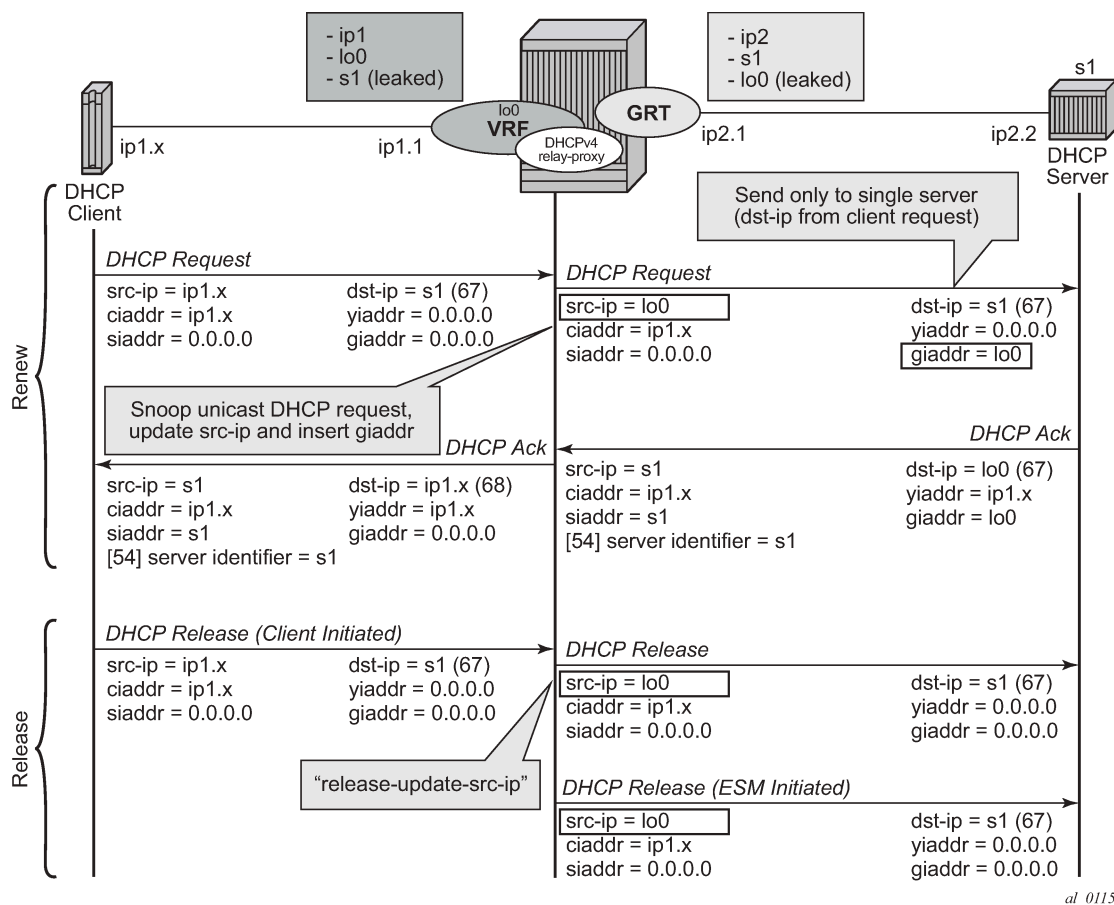 - ip1
- lo0
- s1 (leaked)
- ip2
- s1
- lo0 (leaked)
s1
lo0
VRF
GRT
DHCPv4
relay-proxy
ip1.x
ip1.1
ip2.1
ip2.2
DHCP
Client
DHCP
Server
Send only to single server
(dst-ip from client request)
Renew
DHCP Request
src-ip = ip1.x dst-ip = s1 (67)
ciaddr = ip1.x yiaddr = 0.0.0.0
siaddr = 0.0.0.0 giaddr = 0.0.0.0
DHCP Request
src-ip = lo0 dst-ip = s1 (67)
ciaddr = ip1.x yiaddr = 0.0.0.0
siaddr = 0.0.0.0 giaddr = lo0
Snoop unicast DHCP request,
update src-ip and insert giaddr
DHCP Ack
src-ip = s1 dst-ip = lo0 (67)
ciaddr = ip1.x yiaddr = ip1.x
siaddr = s1 giaddr = lo0
[54] server identifier = s1
DHCP Ack
src-ip = s1 dst-ip = ip1.x (68)
ciaddr = ip1.x yiaddr = ip1.x
siaddr = s1 giaddr = 0.0.0.0
[54] server identifier = s1
Release
DHCP Release (Client Initiated)
src-ip = ip1.x dst-ip = s1 (67)
ciaddr = ip1.x yiaddr = 0.0.0.0
siaddr = 0.0.0.0 giaddr = 0.0.0.0
DHCP Release
src-ip = lo0 dst-ip = s1 (67)
ciaddr = ip1.x yiaddr = 0.0.0.0
siaddr = 0.0.0.0 giaddr = 0.0.0.0
“release-update-src-ip”
DHCP Release (ESM Initiated)
src-ip = lo0 dst-ip = s1 (67)
ciaddr = ip1.x yiaddr = 0.0.0.0
siaddr = 0.0.0.0 giaddr = 0.0.0.0
al_0115